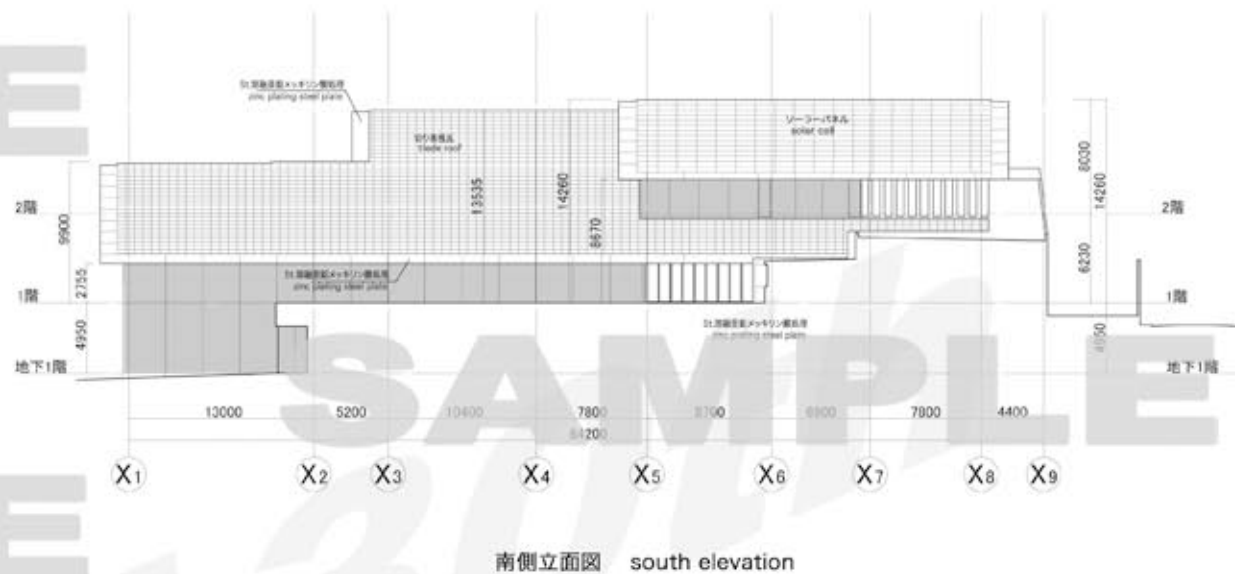 St.溶融亜鉛メッキリン酸処理
zinc plating steel plate
ソーラーパネル
solar cell
切り妻瓦
blade roof
2階
9900
13535
14260
8670
8030
14260
2階
St.溶融亜鉛メッキリン酸処理
zinc plating steel plate
2755
6230
1階
1階
4950
St.溶融亜鉛メッキリン酸処理
zinc plating steel plate
4950
地下1階
地下1階
SAMPLE
13000
5200
10400
7800
8700
6900
7800
4400
64200
X1
X2
X3
X4
X5
X6
X7
X8
X9
南側立面図 south elevation